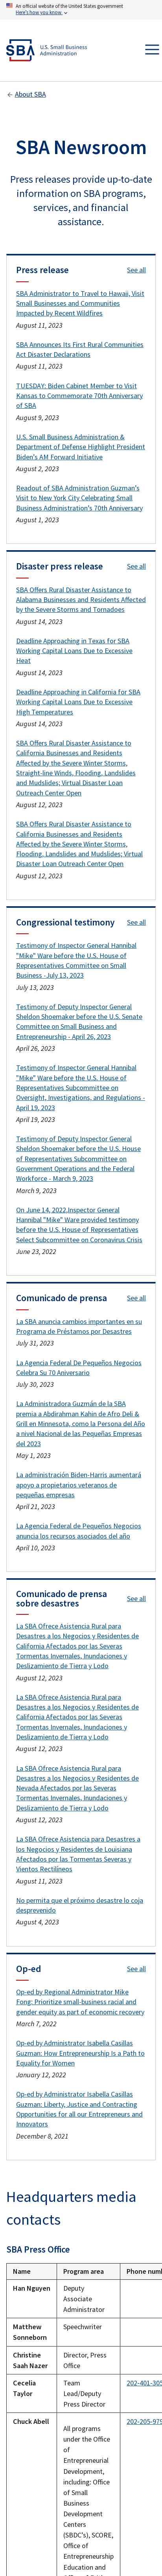 An official website of the United States government
Here's how you know
U.S. Small Business
Administration
About SBA
SBA Newsroom
Press releases provide up-to-date
information on SBA programs,
services, and financial
assistance.
Press release
See all
SBA Administrator to Travel to Hawaii, Visit
Small Businesses and Communities
Impacted by Recent Wildfires
August 11, 2023
SBA Announces Its First Rural Communities
Act Disaster Declarations
August 11, 2023
TUESDAY: Biden Cabinet Member to Visit
Kansas to Commemorate 70th Anniversary
of SBA
August 9, 2023
U.S. Small Business Administration &
Department of Defense Highlight President
Biden's AM Forward Initiative
August 2, 2023
Readout of SBA Administration Guzman's
Visit to New York City Celebrating Small
Business Administration's 70th Anniversary
August 1, 2023
Disaster press release
See all
SBA Offers Rural Disaster Assistance to
Alabama Businesses and Residents Affected
by the Severe Storms and Tornadoes
August 14, 2023
Deadline Approaching in Texas for SBA
Working Capital Loans Due to Excessive
Heat
August 14, 2023
Deadline Approaching in California for SBA
Working Capital Loans Due to Excessive
High Temperatures
August 14, 2023
SBA Offers Rural Disaster Assistance to
California Businesses and Residents
Affected by the Severe Winter Storms,
Straight-line Winds, Flooding, Landslides
and Mudslides; Virtual Disaster Loan
Outreach Center Open
August 12, 2023
SBA Offers Rural Disaster Assistance to
California Businesses and Residents
Affected by the Severe Winter Storms,
Flooding, Landslides and Mudslides; Virtual
Disaster Loan Outreach Center Open
August 12, 2023
Congressional testimony
See all
Testimony of Inspector General Hannibal
"Mike" Ware before the U.S. House of
Representatives Committee on Small
Business -July 13, 2023
July 13, 2023
Testimony of Deputy Inspector General
Sheldon Shoemaker before the U.S. Senate
Committee on Small Business and
Entrepreneurship - April 26, 2023
April 26, 2023
Testimony of Inspector General Hannibal
"Mike" Ware before the U.S. House of
Representatives Subcommittee on
Oversight, Investigations, and Regulations -
April 19, 2023
April 19, 2023
Testimony of Deputy Inspector General
Sheldon Shoemaker before the U.S. House
of Representatives Subcommittee on
Government Operations and the Federal
Workforce - March 9, 2023
March 9, 2023
On June 14, 2022,Inspector General
Hannibal "Mike" Ware provided testimony
before the U.S. House of Representatives
Select Subcommittee on Coronavirus Crisis
June 23, 2022
Comunicado de prensa
See all
La SBA anuncia cambios importantes en su
Programa de Préstamos por Desastres
July 31, 2023
La Agencia Federal De Pequeños Negocios
Celebra Su 70 Aniversario
July 30, 2023
La Administradora Guzmán de la SBA
premia a Abdirahman Kahin de Afro Deli &
Grill en Minnesota, como la Persona del Año
a nivel Nacional de las Pequeñas Empresas
del 2023
May 1, 2023
La administración Biden-Harris aumentará
apoyo a propietarios veteranos de
pequeñas empresas
April 21, 2023
La Agencia Federal de Pequeños Negocios
anuncia los recursos asociados del año
April 10, 2023
Comunicado de prensa
sobre desastres
See all
La SBA Ofrece Asistencia Rural para
Desastres a los Negocios y Residentes de
California Afectados por las Severas
Tormentas Invernales, Inundaciones y
Deslizamiento de Tierra y Lodo
August 12, 2023
La SBA Ofrece Asistencia Rural para
Desastres a los Negocios y Residentes de
California Afectados por las Severas
Tormentas Invernales, Inundaciones y
Deslizamiento de Tierra y Lodo
August 12, 2023
La SBA Ofrece Asistencia Rural para
Desastres a los Negocios y Residentes de
Nevada Afectados por las Severas
Tormentas Invernales, Inundaciones y
Deslizamiento de Tierra y Lodo
August 12, 2023
La SBA Ofrece Asistencia para Desastres a
los Negocios y Residentes de Louisiana
Afectados por las Tormentas Severas y
Vientos Rectilíneos
August 11, 2023
No permita que el próximo desastre lo coja
desprevenido
August 4, 2023
Op-ed
See all
Op-ed by Regional Administrator Mike
Fong: Prioritize small-business racial and
gender equity as part of economic recovery
March 7, 2022
Op-ed by Administrator Isabella Casillas
Guzman: How Entrepreneurship Is a Path to
Equality for Women
January 12, 2022
Op-ed by Administrator Isabella Casillas
Guzman: Liberty, Justice and Contracting
Opportunities for all our Entrepreneurs and
Innovators
December 8, 2021
Headquarters media
contacts
SBA Press Office
Name Program area Phone
Han Nguyen Deputy
Associate
Administrator
Matthew Speechwriter
Sonneborn
Christine Director, Press
Saah Nazer Office
Cecelia Team 202-401-
Taylor Lead/Deputy
Press Director
Chuck Abell 202-205-
All programs
under the Office
of
Entrepreneurial
Development,
including: Office
of Small
Business
Development
Centers
(SBDC's), SCORE,
Office of
Entrepreneurship
Education and